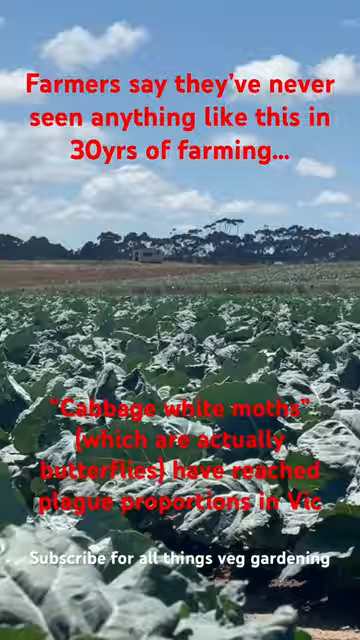 Farmers say they've never
seen anything like this in
30yrs of farming...
"Cabbage white moths"
(which are actually
butterflies) have reached
plague proportions in Vic
Subscribe for all things veg gardening